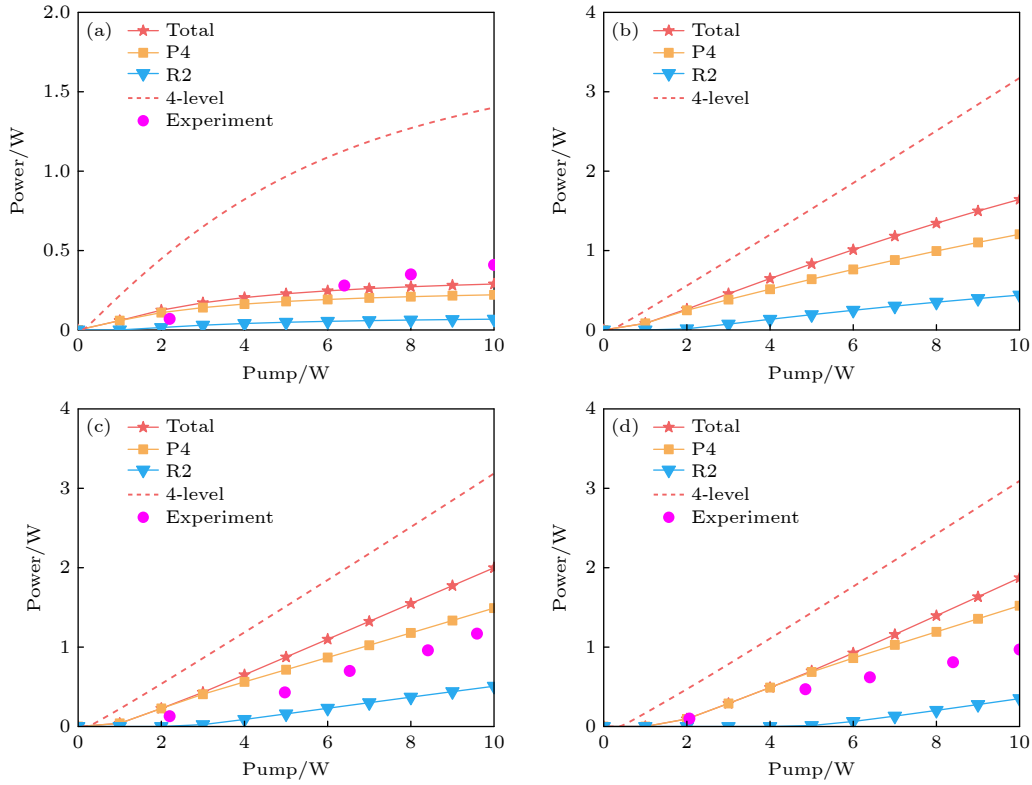 (a)
Total
P4
R2
4-level
Experiment
2.0
1.5
1.0
0.5
0
Power/W
0 2 4 6 8 10
Pump/W
(b)
Total
P4
R2
4-level
4
3
2
1
0
Power/W
0 2 4 6 8 10
Pump/W
(c)
Total
P4
R2
4-level
Experiment
4
3
2
1
0
Power/W
0 2 4 6 8 10
Pump/W
(d)
Total
P4
R2
4-level
Experiment
4
3
2
1
0
Power/W
0 2 4 6 8 10
Pump/W